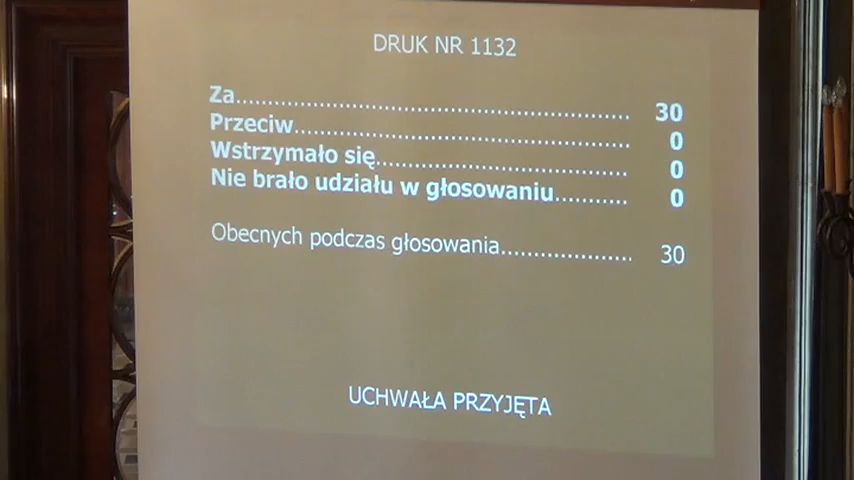 DRUK NR 1132
Za.................................................... 30
Przeciw............................................ 0
Wstrzymało się................................. 0
Nie brało udziału w głosowaniu........... 0
Obecnych podczas głosowania.................... 30
UCHWAŁA PRZYJĘTA